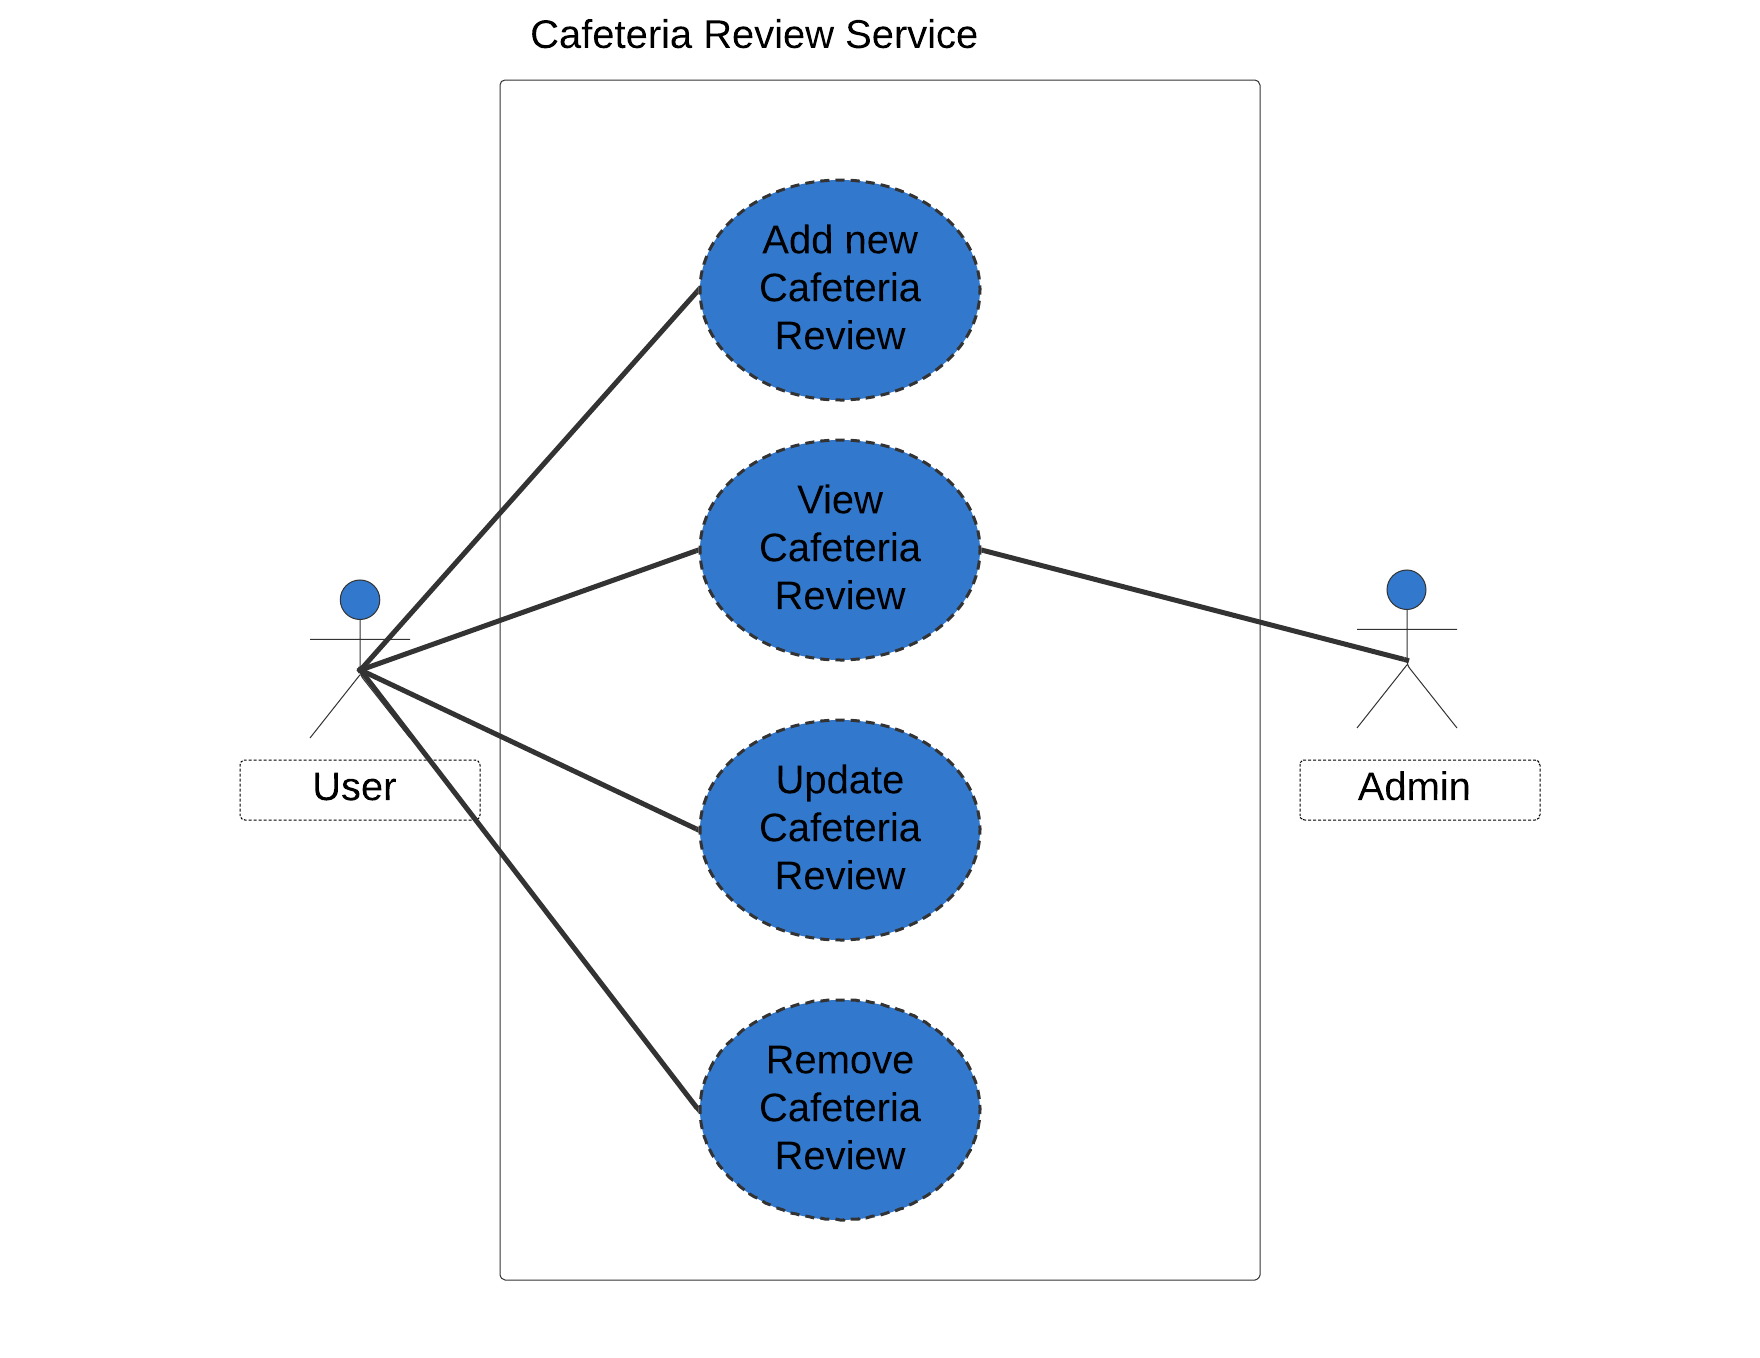 Cafeteria Review Service
Add new
Cafeteria
Review
View
Cafeteria
Review
Update
Cafeteria
Review
User
Admin
Remove
Cafeteria
Review